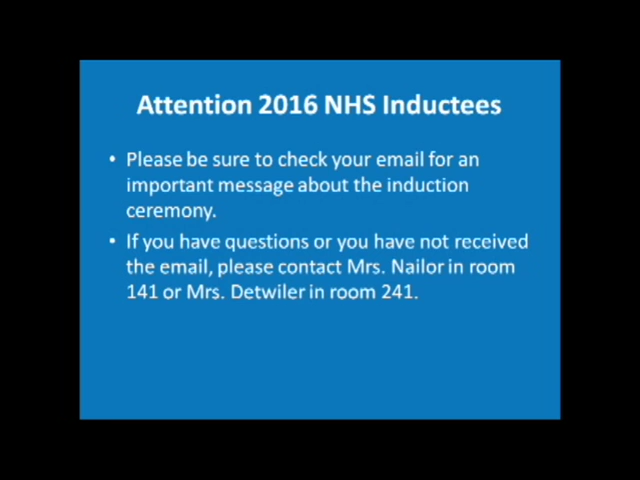 Attention 2016 NHS Inductees
• Please be sure to check your email for an
important message about the induction
ceremony.
• If you have questions or you have not received
the email, please contact Mrs. Nailor in room
141 or Mrs. Detwiler in room 241.